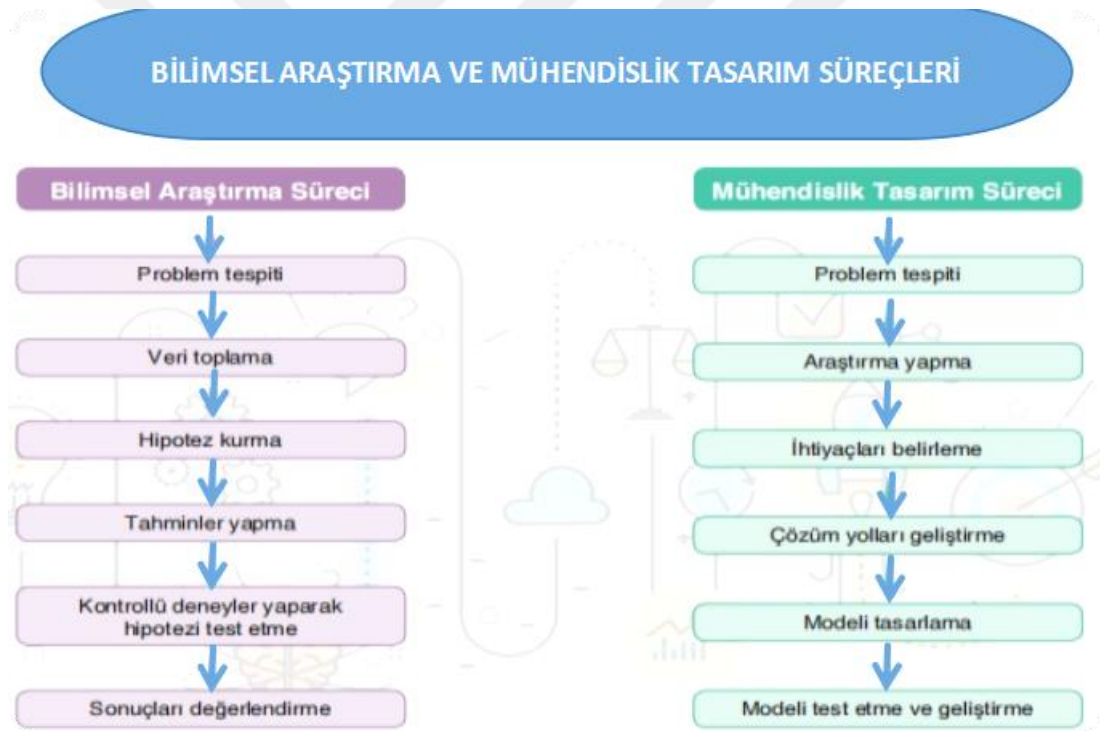 BİLİMSEL ARAŞTIRMA VE MÜHENDİSLİK TASARIM SÜREÇLERİ
Bilimsel Araştırma Süreci
Problem tespiti
Veri toplama
Hipotez kurma
Tahminler yapma
Kontrollü deneyler yaparak
hipotezi test etme
Sonuçları değerlendirme
Mühendislik Tasarım Süreci
Problem tespiti
Araştırma yapma
İhtiyaçları belirleme
Çözüm yolları geliştirme
Modeli tasarlama
Modeli test etme ve geliştirme